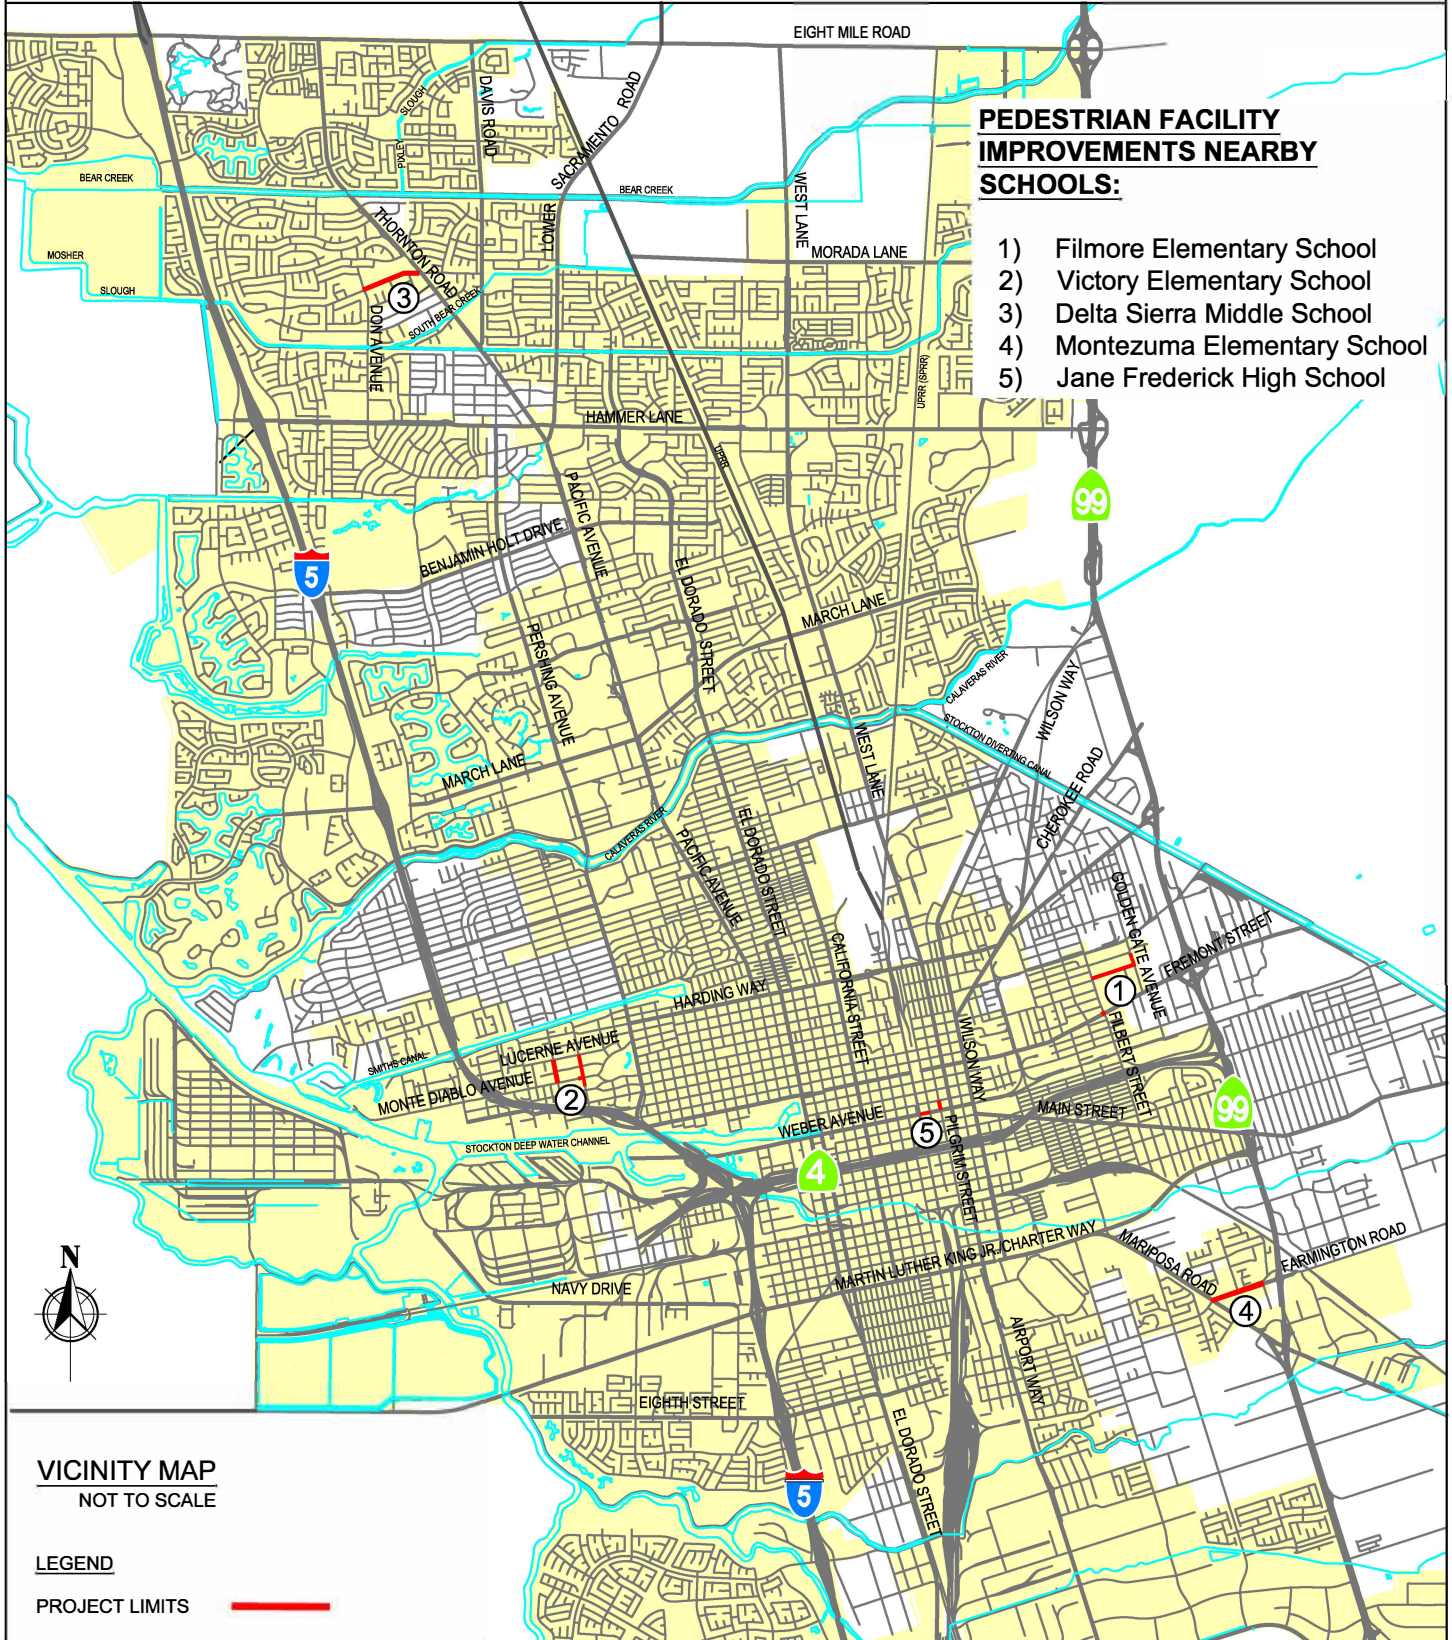 EIGHT MILE ROAD
PEDESTRIAN FACILITY
IMPROVEMENTS NEARBY
SCHOOLS:
1) Filmore Elementary School
2) Victory Elementary School
3) Delta Sierra Middle School
4) Montezuma Elementary School
5) Jane Frederick High School
DAVIS ROAD
SLOUGH
PIXLEY
LOWER SACRAMENTO ROAD
BEAR CREEK
BEAR CREEK
WEST LANE
MORADA LANE
THORNTON ROAD
MOSHER
SLOUGH
3
DON AVENUE
SOUTH BEAR CREEK
UPRR (SPRR)
HAMMER LANE
UPRR
99
PACIFIC AVENUE
BENJAMIN HOLT DRIVE
5
EL DORADO STREET
MARCH LANE
PERSHING AVENUE
CALAVERAS RIVER
WILSON WAY
STOCKTON DIVERTING CANAL
WEST LANE
MARCH LANE
CHEROKEE ROAD
CALAVERAS RIVER
PACIFIC AVENUE
EL DORADO STREET
GOLDEN GATE AVENUE
FREMONT STREET
CALIFORNIA STREET
HARDING WAY
1
FILBERT STREET
WILSON WAY
LUCERNE AVENUE
SMITHS CANAL
MONTE DIABLO AVENUE
2
WEBER AVENUE
5
PILGRIM STREET
MAIN STREET
99
STOCKTON DEEP WATER CHANNEL
4
MARTIN LUTHER KING JR./CHARTER WAY
MARIPOSA ROAD
FARMINGTON ROAD
4
N
NAVY DRIVE
AIRPORT WAY
EIGHTH STREET
EL DORADO STREET
5
VICINITY MAP
NOT TO SCALE
LEGEND
PROJECT LIMITS